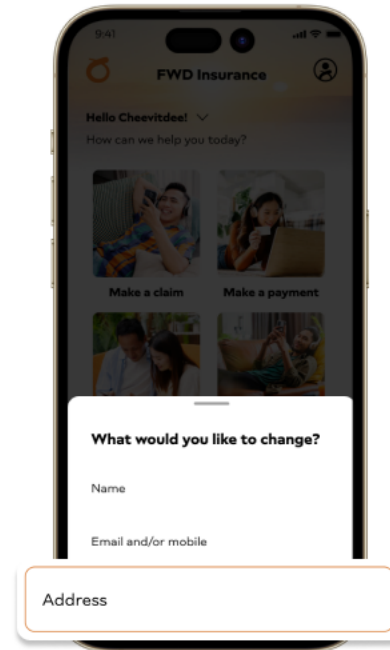 9:41
FWD Insurance
Hello Cheevitdee!
How can we help you today?
Make a claim
Make a payment
What would you like to change?
Name
Email and/or mobile
Address